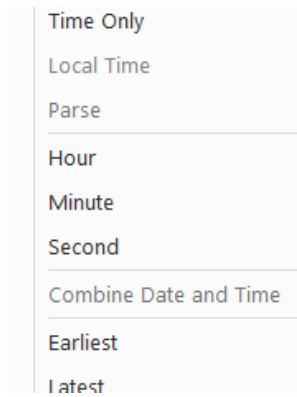 Time Only
Local Time
Parse
Hour
Minute
Second
Combine Date and Time
Earliest
Latest